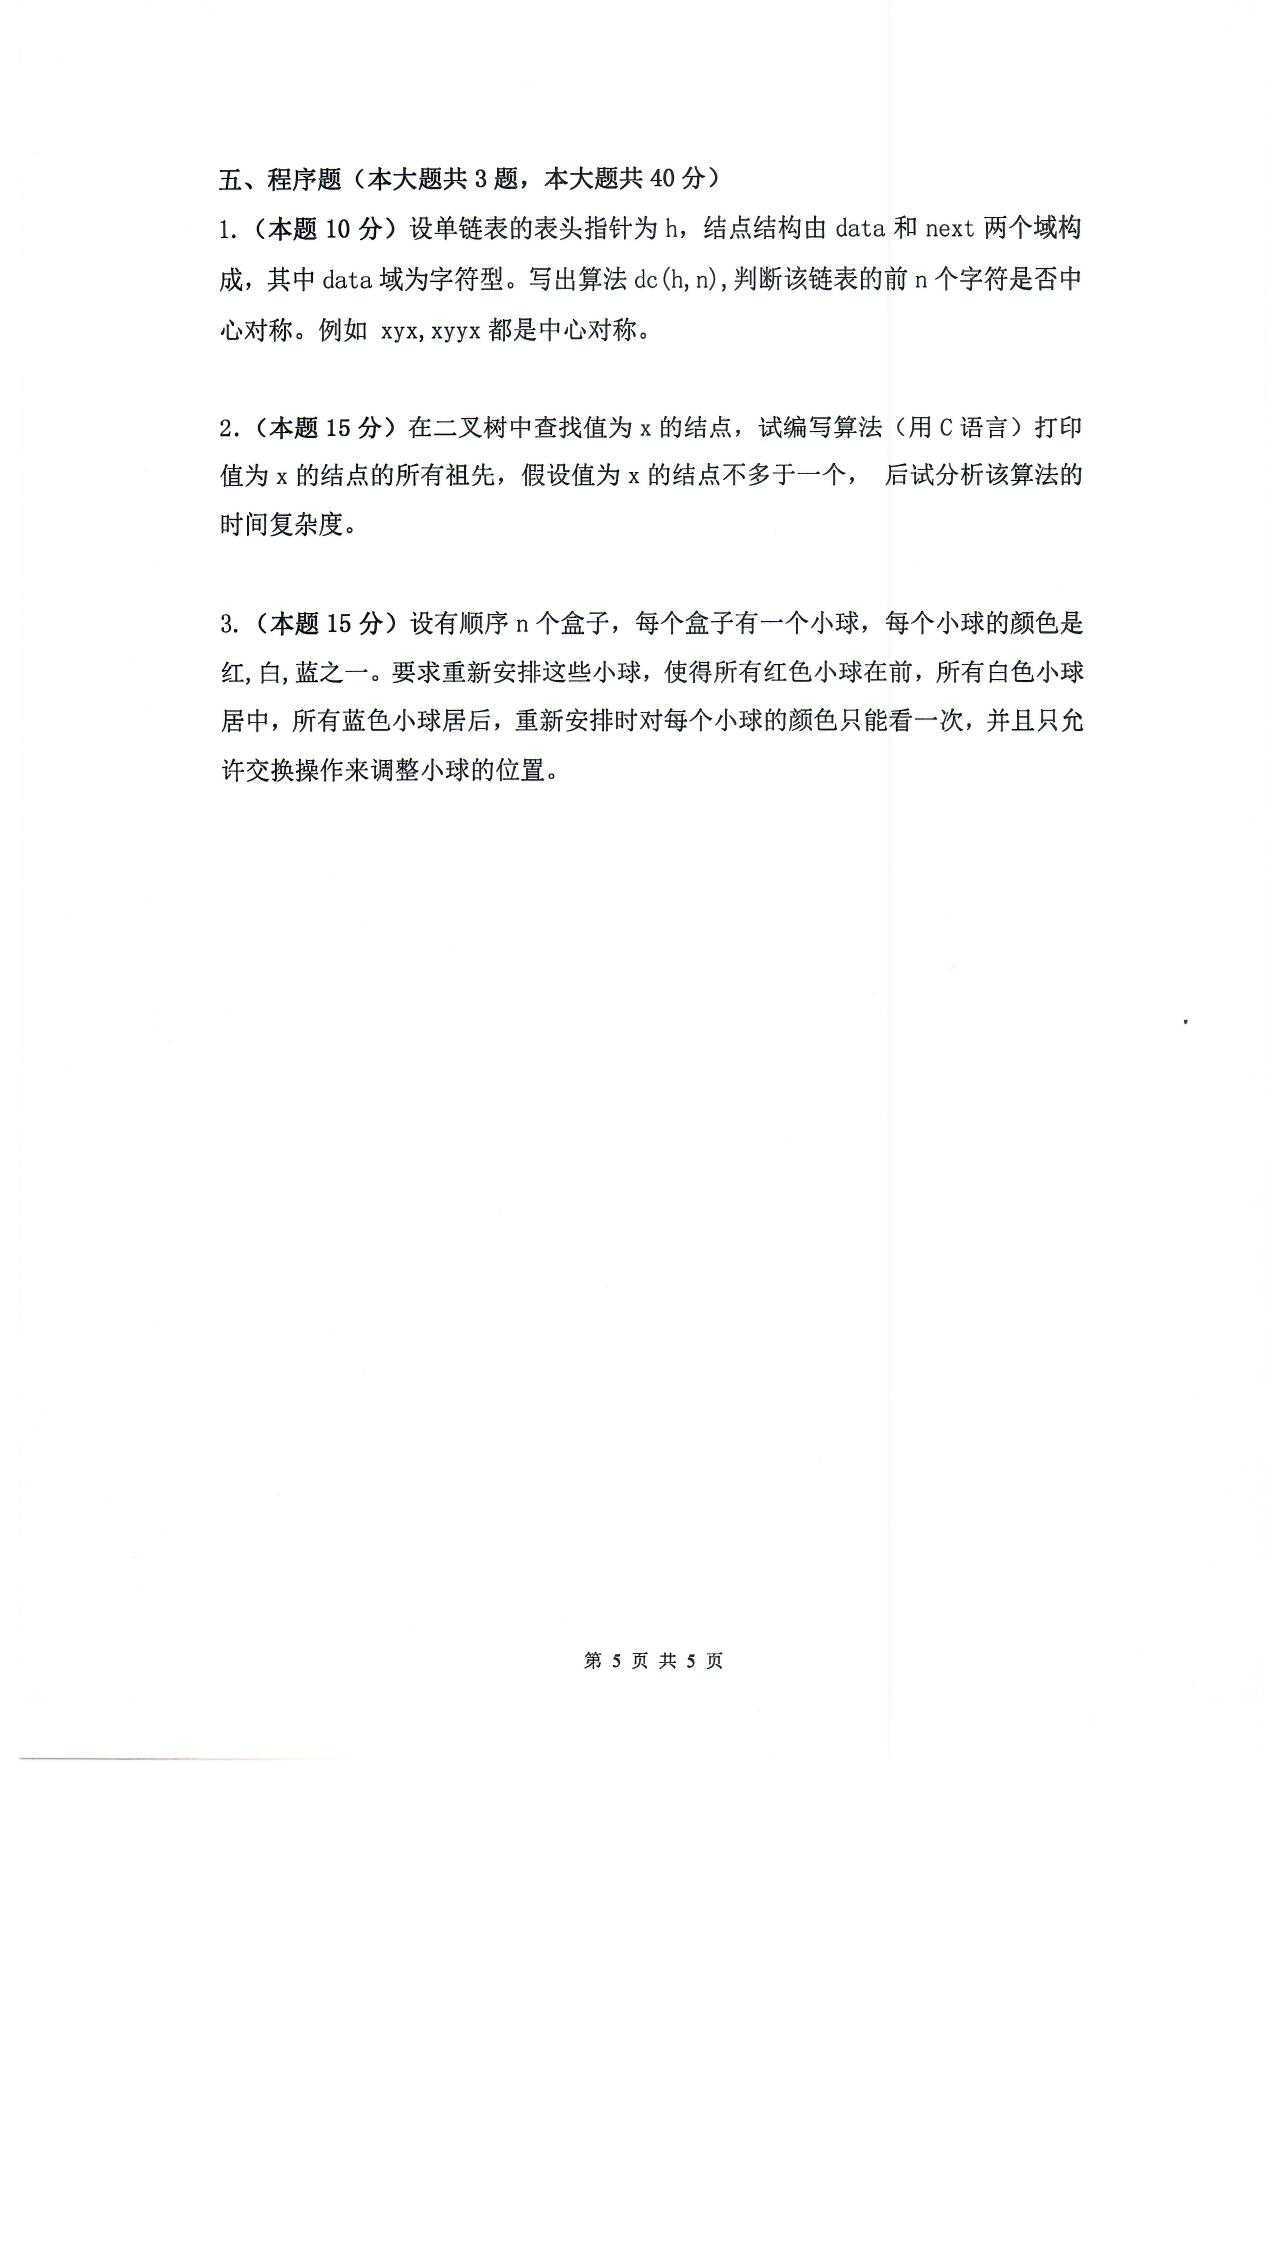 五、程序题（本大题共 3 题，本大题共 40 分）
1.（本题 10 分）设单链表的表头指针为 h，结点结构由 data 和 next 两个域构
成，其中 data 域为字符型。写出算法 dc(h,n),判断该链表的前 n 个字符是否中
心对称。例如 xyx,xyyx 都是中心对称。
2.（本题 15 分）在二叉树中查找值为 x 的结点，试编写算法（用 C 语言）打印
值为 x 的结点的所有祖先，假设值为 x 的结点不多于一个， 后试分析该算法的
时间复杂度。
3.（本题 15 分）设有顺序 n 个盒子，每个盒子有一个小球，每个小球的颜色是
红,白,蓝之一。要求重新安排这些小球，使得所有红色小球在前，所有白色小球
居中，所有蓝色小球居后，重新安排时对每个小球的颜色只能看一次，并且只允
许交换操作来调整小球的位置。
第 5 页 共 5 页